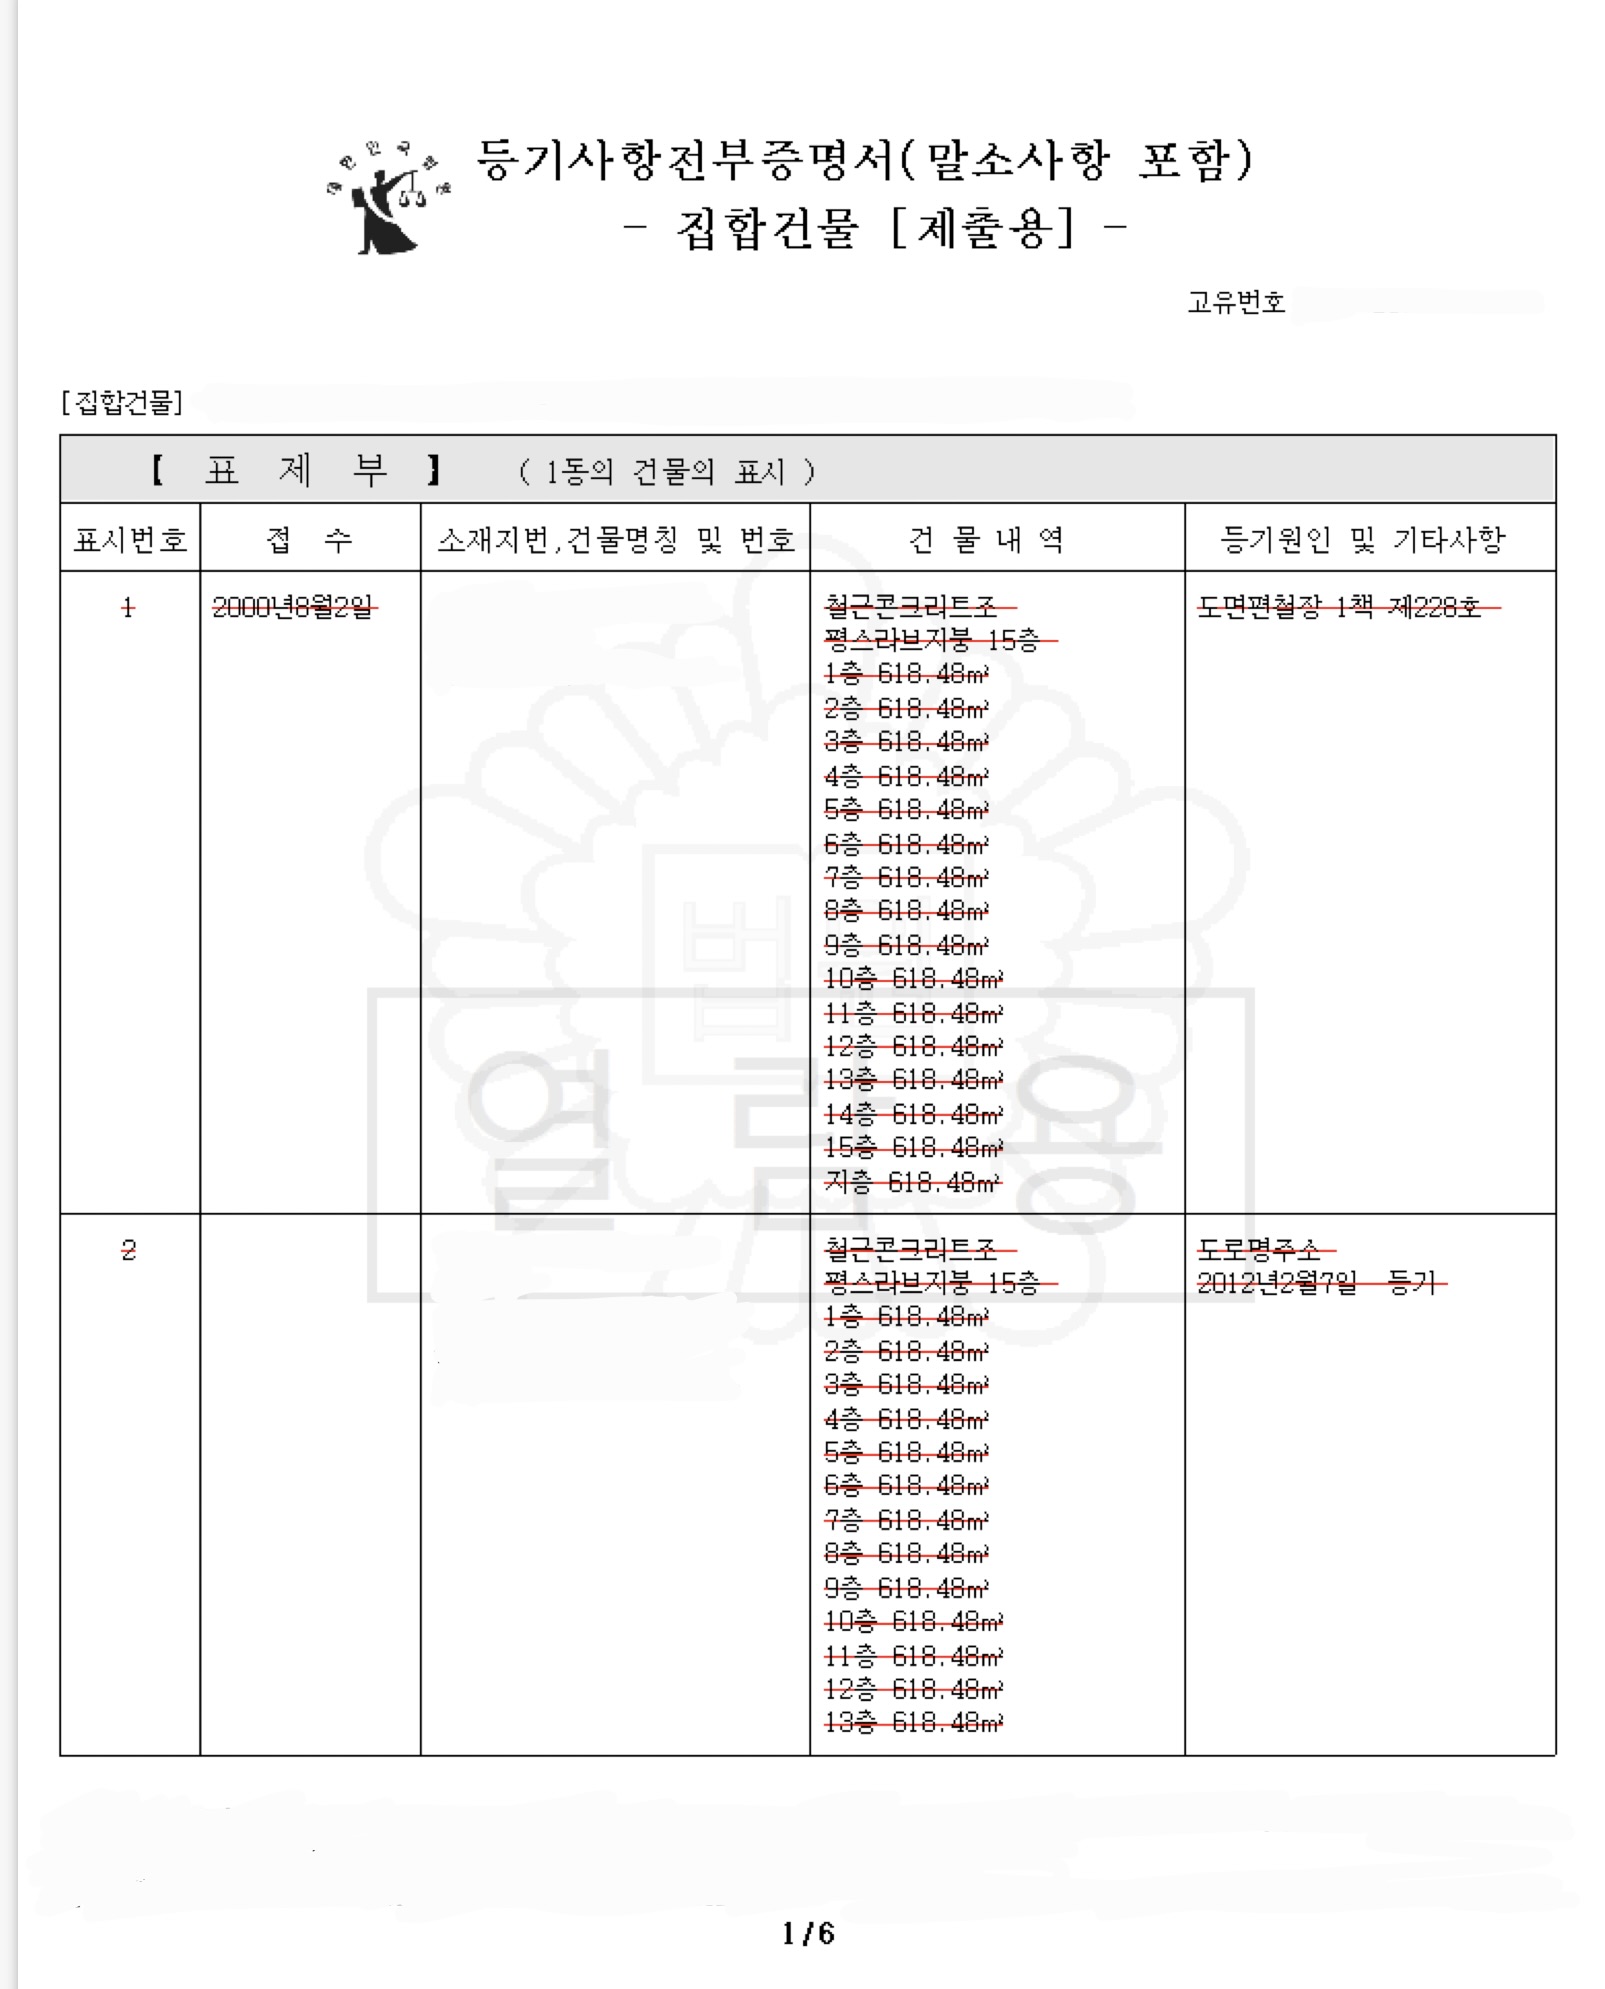 대한민국법원
등기사항전부증명서(말소사항 포함)
- 집합건물 [제출용] -
고유번호
[집합건물]
【 표 제 부 】 ( 1동의 건물의 표시 )
표시번호 접 수 소재지번,건물명칭 및 번호 건 물 내 역 등기원인 및 기타사항
1 2000년8월2일 철근콘크리트조 도면편철장 1책 제228호
평스라브지붕 15층
1층 618.48㎡
2층 618.48㎡
3층 618.48㎡
4층 618.48㎡
5층 618.48㎡
6층 618.48㎡
7층 618.48㎡
8층 618.48㎡
9층 618.48㎡
10층 618.48㎡
11층 618.48㎡
12층 618.48㎡
13층 618.48㎡
14층 618.48㎡
15층 618.48㎡
지층 618.48㎡
열람용
2 철근콘크리트조 도로명주소
평스라브지붕 15층 2012년2월7일 등기
1층 618.48㎡
2층 618.48㎡
3층 618.48㎡
4층 618.48㎡
5층 618.48㎡
6층 618.48㎡
7층 618.48㎡
8층 618.48㎡
9층 618.48㎡
10층 618.48㎡
11층 618.48㎡
12층 618.48㎡
13층 618.48㎡
1/6